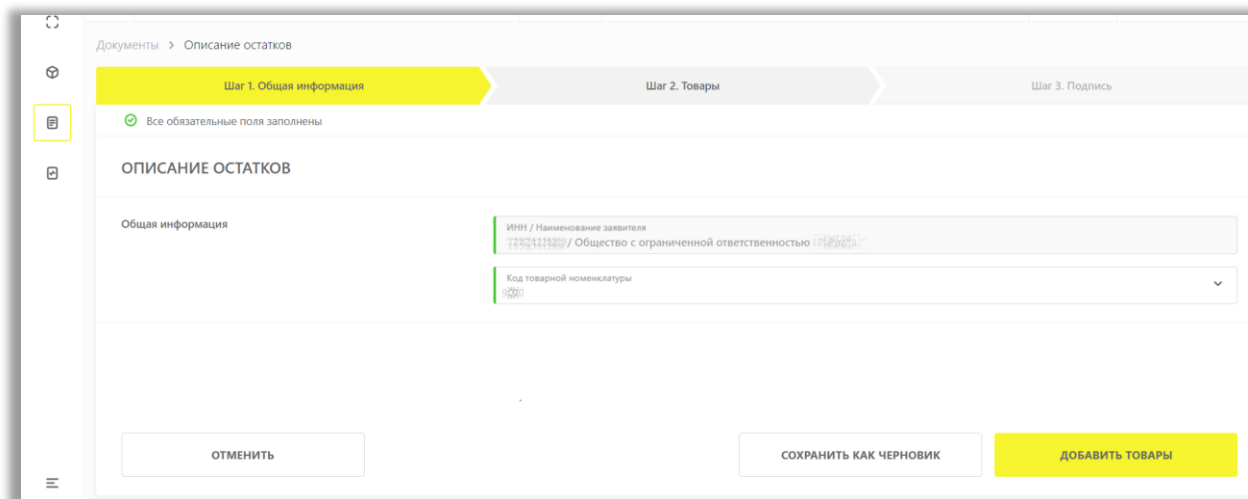 Документы > Описание остатков
Шаг 1. Общая информация
Шаг 2. Товары
Шаг 3. Подпись
Все обязательные поля заполнены
ОПИСАНИЕ ОСТАТКОВ
Общая информация
ИНН / Наименование заявителя
/ Общество с ограниченной ответственностью
Код товарной номенклатуры
ОТМЕНИТЬ
СОХРАНИТЬ КАК ЧЕРНОВИК
ДОБАВИТЬ ТОВАРЫ